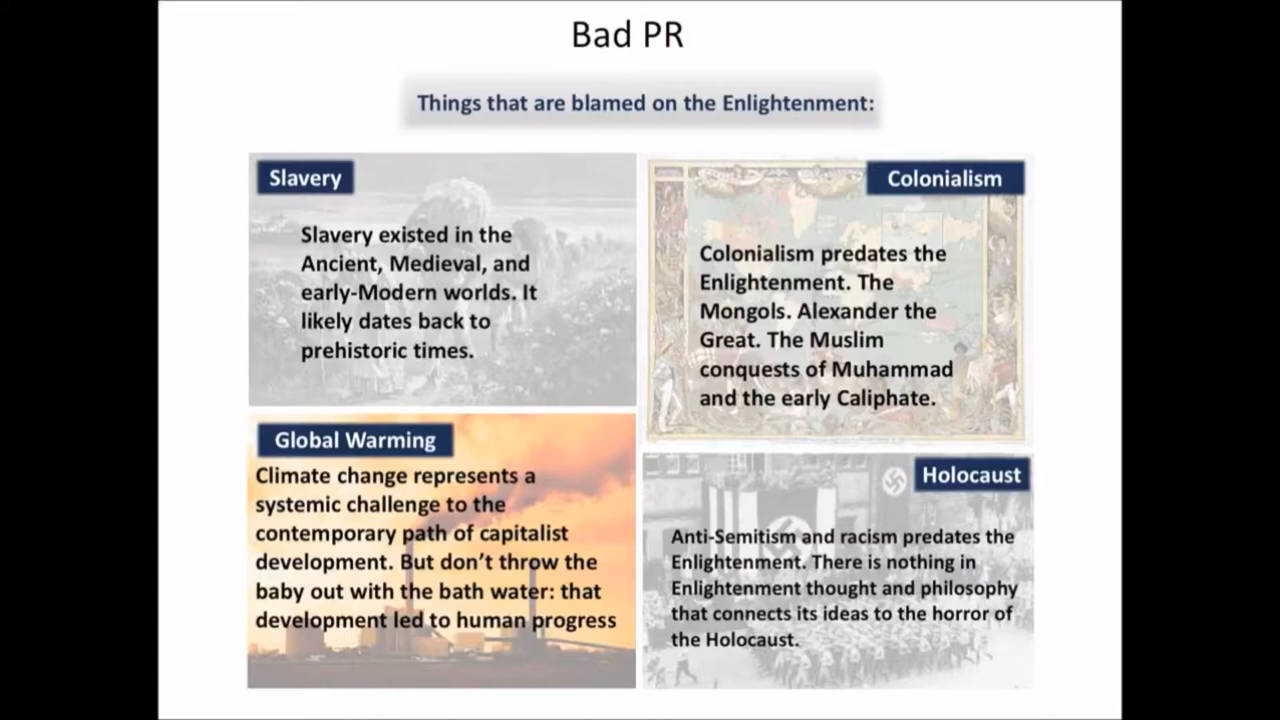 Bad PR
Things that are blamed on the Enlightenment:
Slavery
Slavery existed in the
Ancient, Medieval, and
early-Modern worlds. It
likely dates back to
prehistoric times.
Colonialism
Colonialism predates the
Enlightenment. The
Mongols. Alexander the
Great. The Muslim
conquests of Muhammad
and the early Caliphate.
Global Warming
Climate change represents a
systemic challenge to the
contemporary path of capitalist
development. But don't throw the
baby out with the bath water: that
development led to human progress
Holocaust
Anti-Semitism and racism predates the
Enlightenment. There is nothing in
Enlightenment thought and philosophy
that connects its ideas to the horror of
the Holocaust.